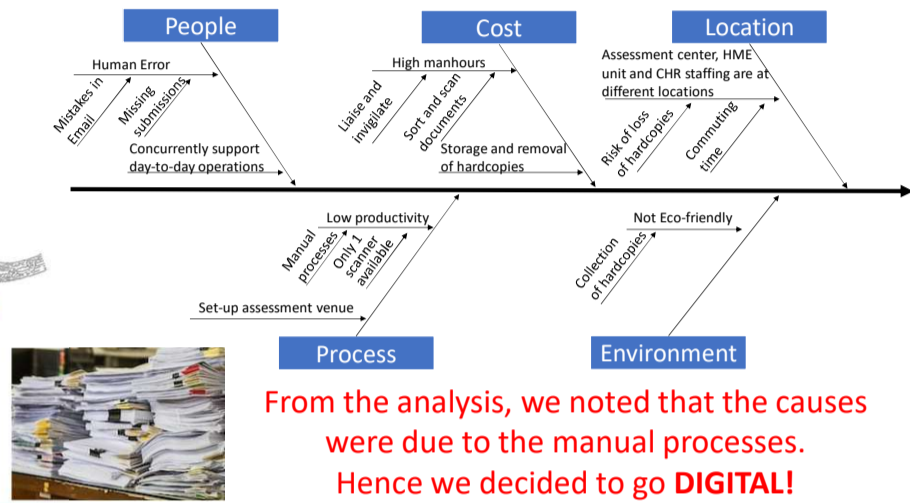 People
Cost
Location
Human Error
Mistakes in
Email
Missing
submissions
Concurrently support
day-to-day operations
High manhours
Liaise and
invigilate
Sort and scan
documents
Storage and removal
of hardcopies
Assessment center, HME
unit and CHR staffing are at
different locations
Risk of loss
of hardcopies
Commuting
time
Low productivity
Manual
processes
Only 1
scanner
available
Set-up assessment venue
Not Eco-friendly
Collection
of hardcopies
Process
Environment
From the analysis, we noted that the causes
were due to the manual processes.
Hence we decided to go DIGITAL!